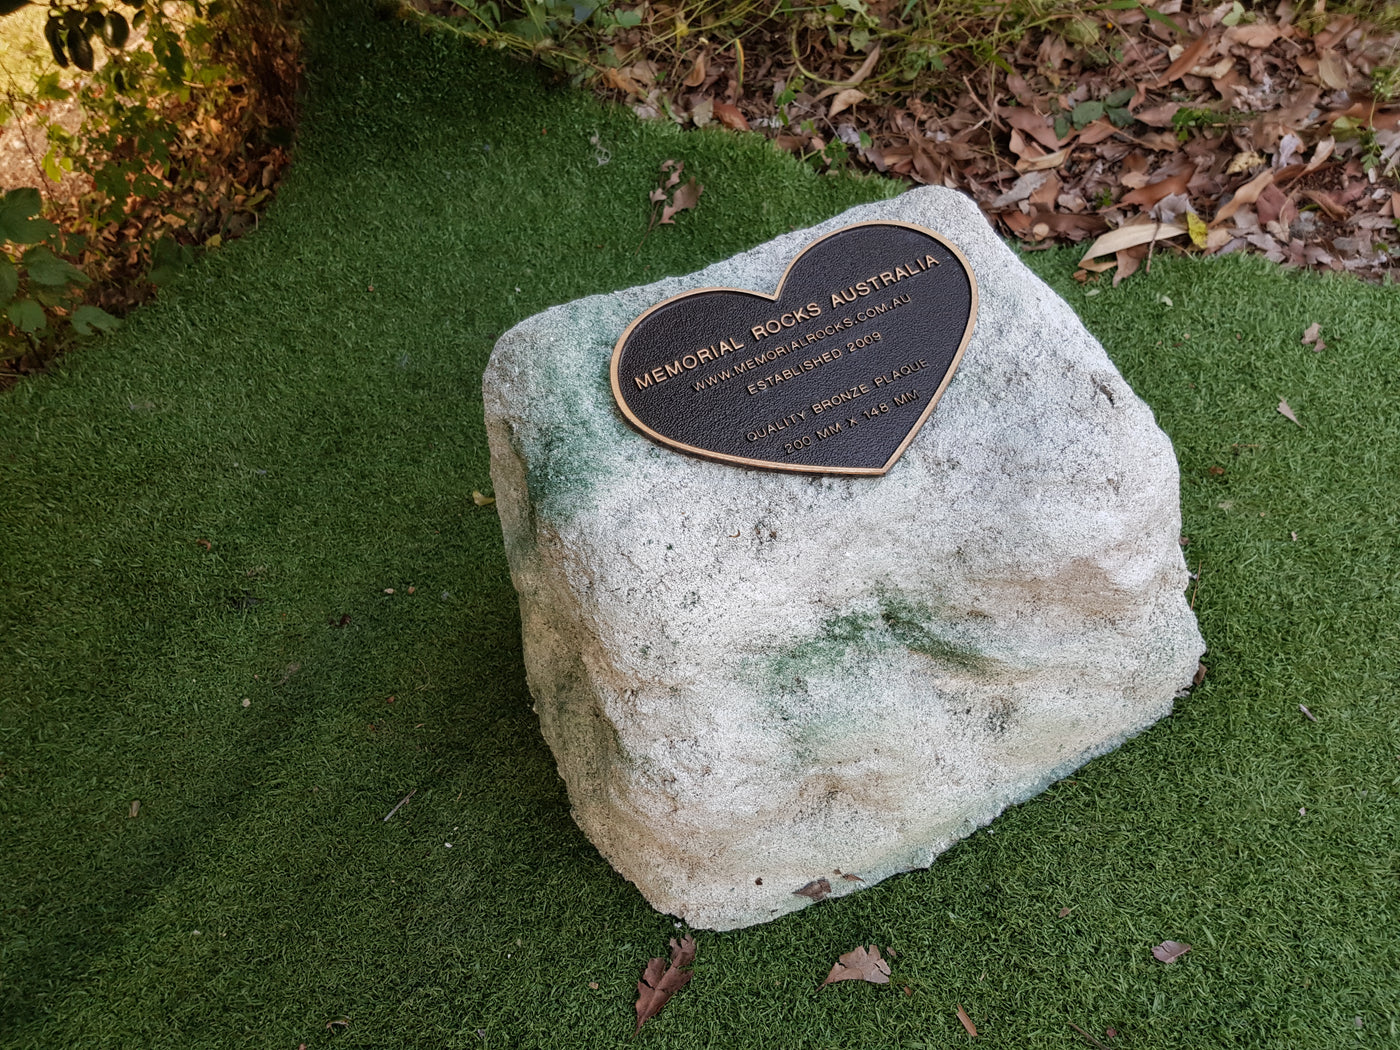 MEMORIAL ROCKS AUSTRALIA
WWW.MEMORIALROCKS.COM.AU
ESTABLISHED 2009
QUALITY BRONZE PLAQUE
200 MM X 148 MM